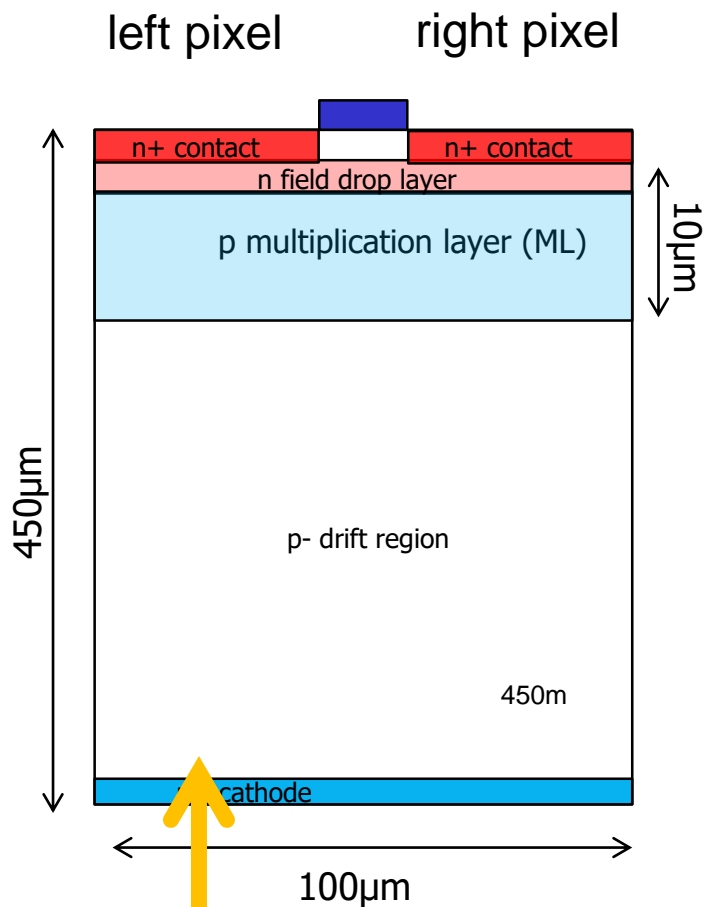 left pixel
right pixel
n+ contact
n+ contact
n field drop layer
p multiplication layer (ML)
10µm
450µm
p- drift region
450m
cathode
100µm